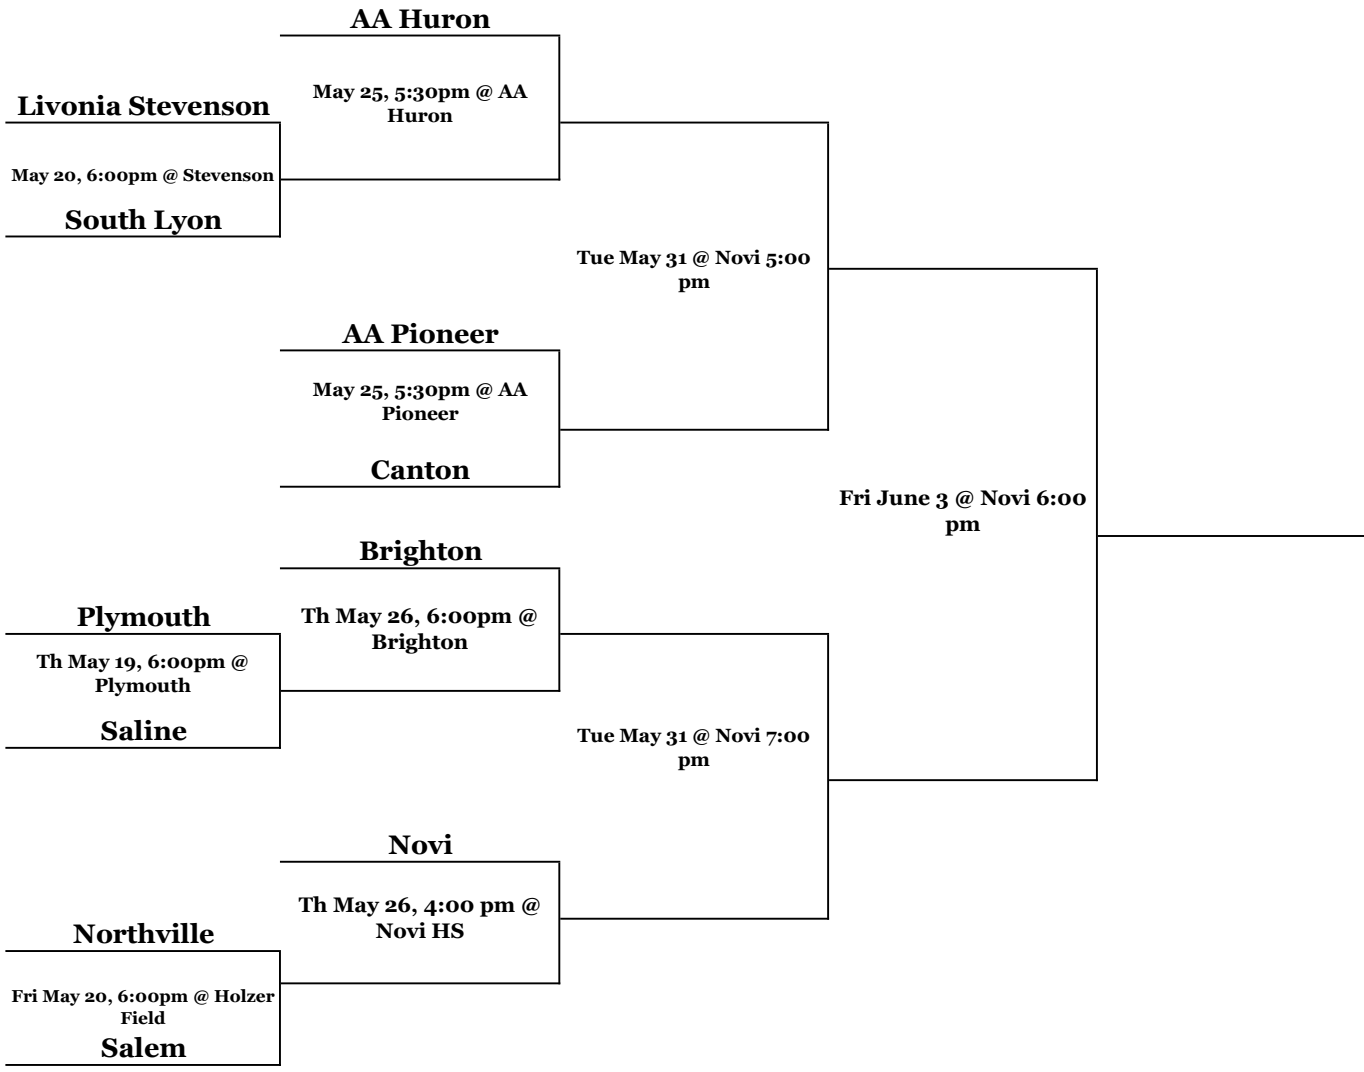 AA Huron
May 25, 5:30pm @ AA
Huron
Livonia Stevenson
May 20, 6:00pm @ Stevenson
South Lyon
Tue May 31 @ Novi 5:00
pm
AA Pioneer
May 25, 5:30pm @ AA
Pioneer
Canton
Fri June 3 @ Novi 6:00
pm
Brighton
Th May 26, 6:00pm @
Brighton
Plymouth
Th May 19, 6:00pm @
Plymouth
Saline
Tue May 31 @ Novi 7:00
pm
Novi
Th May 26, 4:00 pm @
Novi HS
Northville
Fri May 20, 6:00pm @ Holzer
Field
Salem